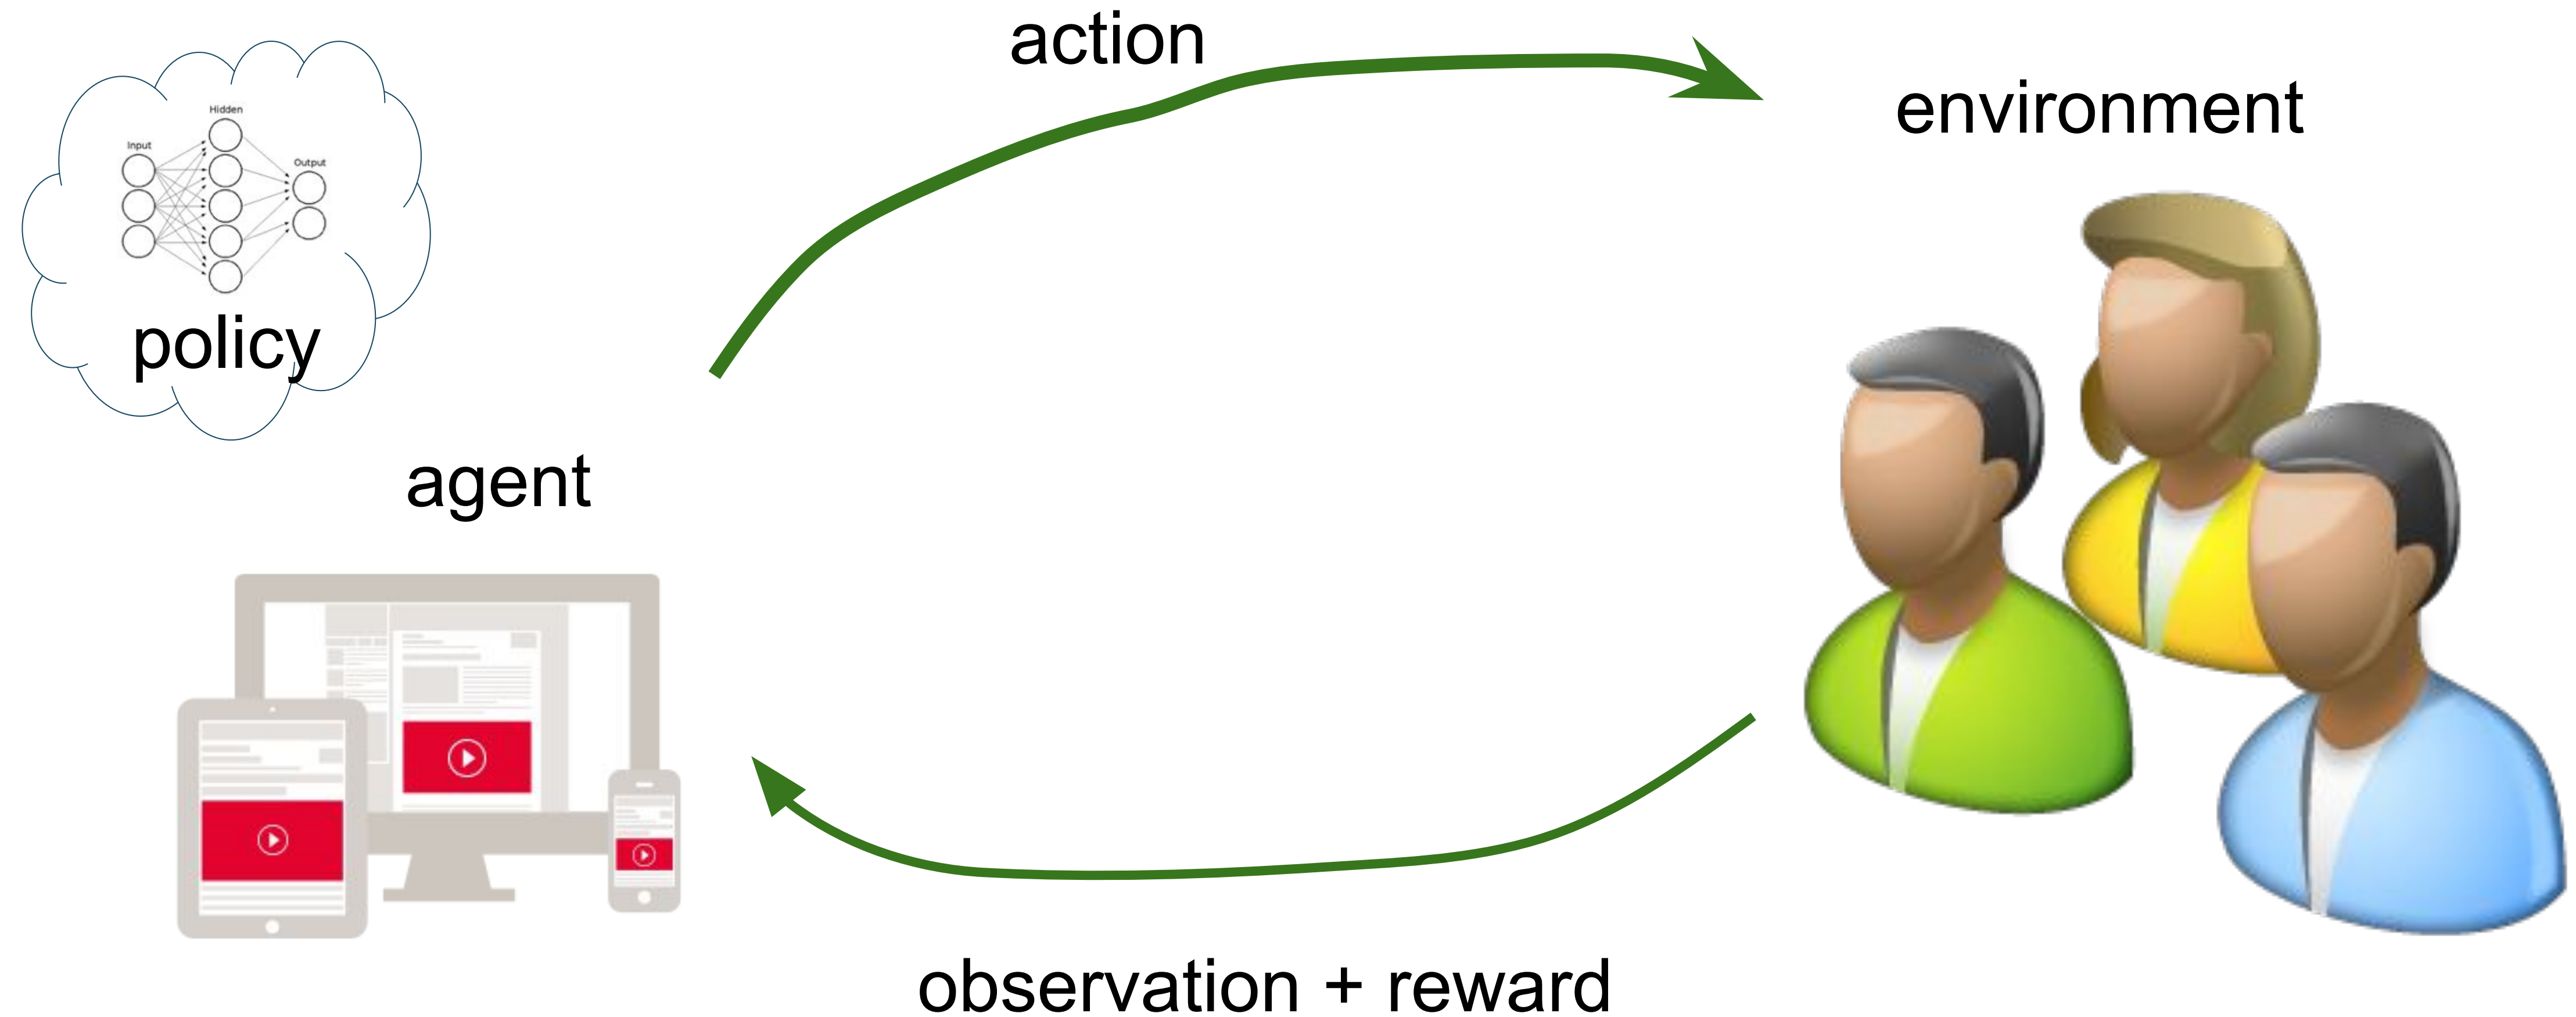 action
environment
Hidden
Input
Output
policy
agent
observation + reward